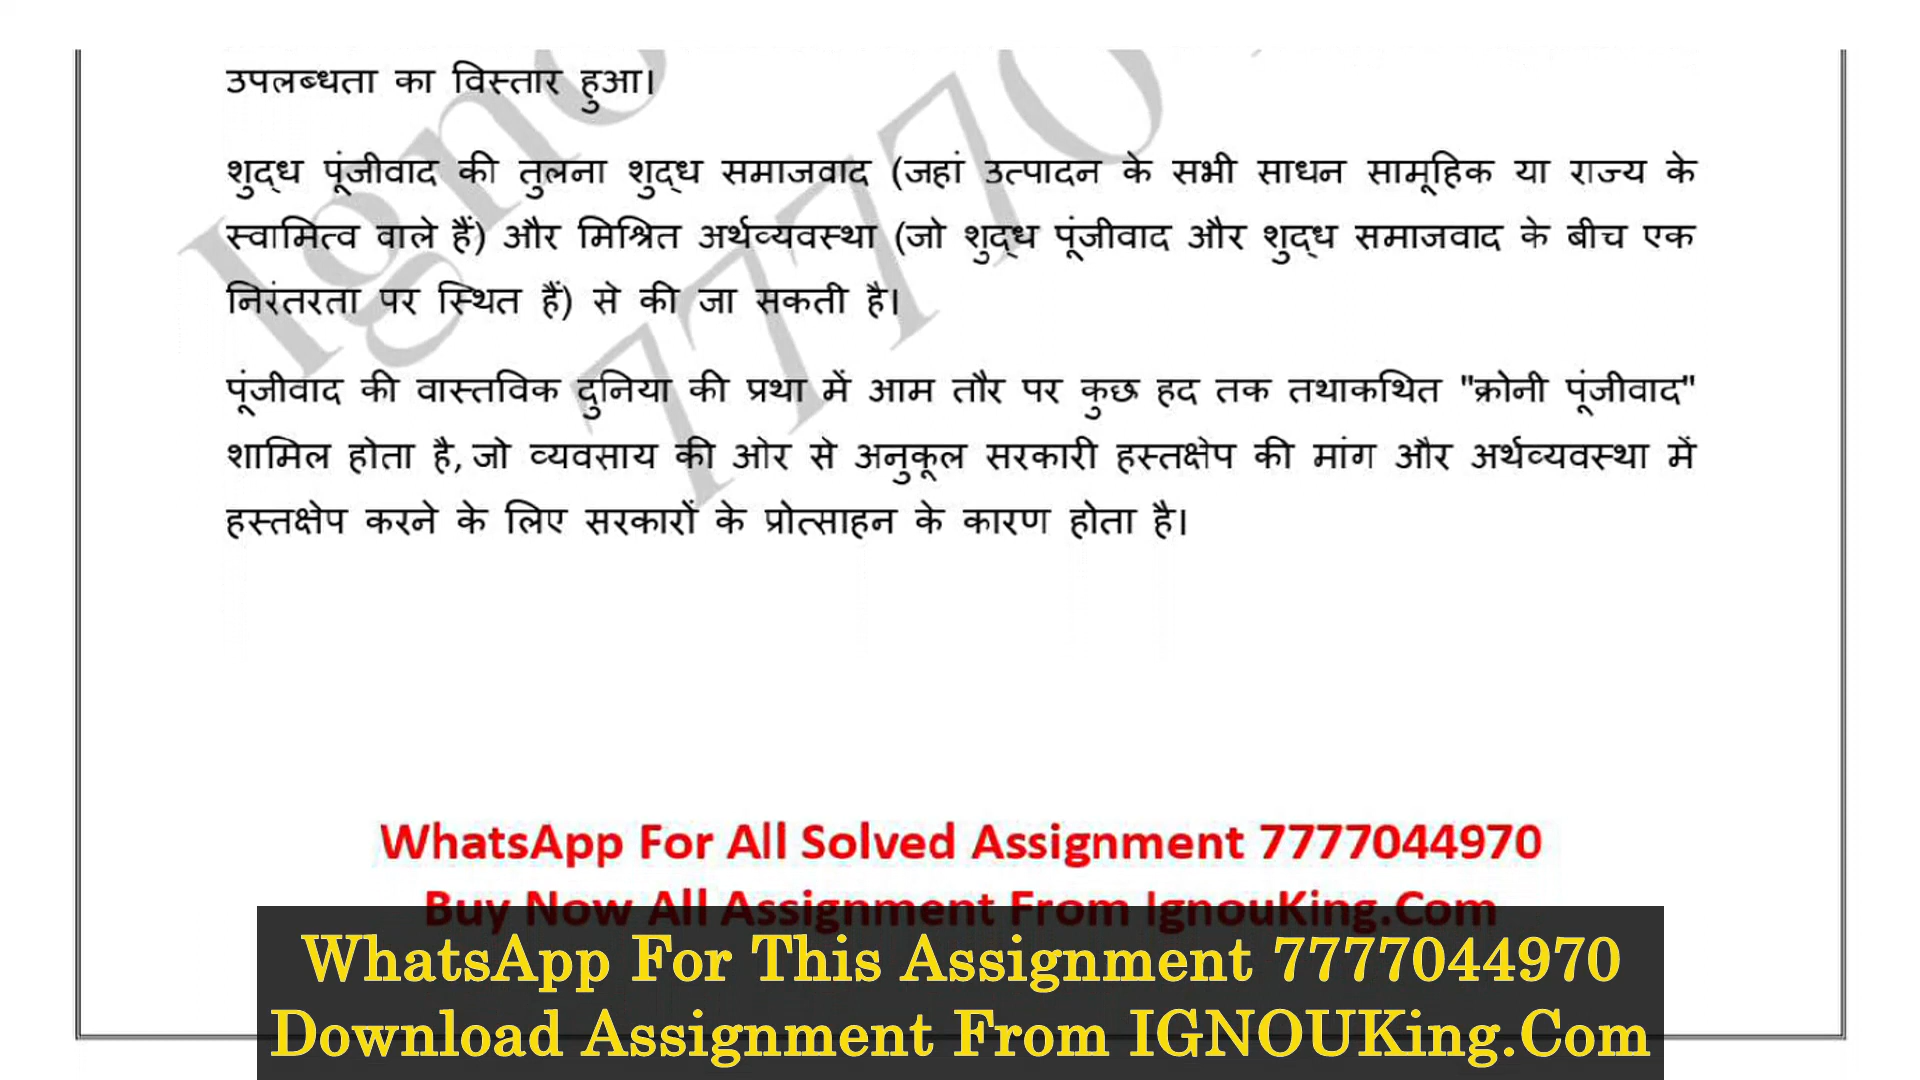 उपलब्धता का विस्तार हुआ।
शुद्ध पूंजीवाद की तुलना शुद्ध समाजवाद (जहां उत्पादन के सभी साधन सामूहिक या राज्य के
स्वामित्व वाले हैं) और मिश्रित अर्थव्यवस्था (जो शुद्ध पूंजीवाद और शुद्ध समाजवाद के बीच एक
निरंतरता पर स्थित हैं) से की जा सकती है।
पूंजीवाद की वास्तविक दुनिया की प्रथा में आम तौर पर कुछ हद तक तथाकथित "क्रोनी पूंजीवाद"
शामिल होता है, जो व्यवसाय की ओर से अनुकूल सरकारी हस्तक्षेप की मांग और अर्थव्यवस्था में
हस्तक्षेप करने के लिए सरकारों के प्रोत्साहन के कारण होता है।
WhatsApp For All Solved Assignment 7777044970
Buy Now All Assignment From IgnouKing.Com
WhatsApp For This Assignment 7777044970
Download Assignment From IGNOUKing.Com